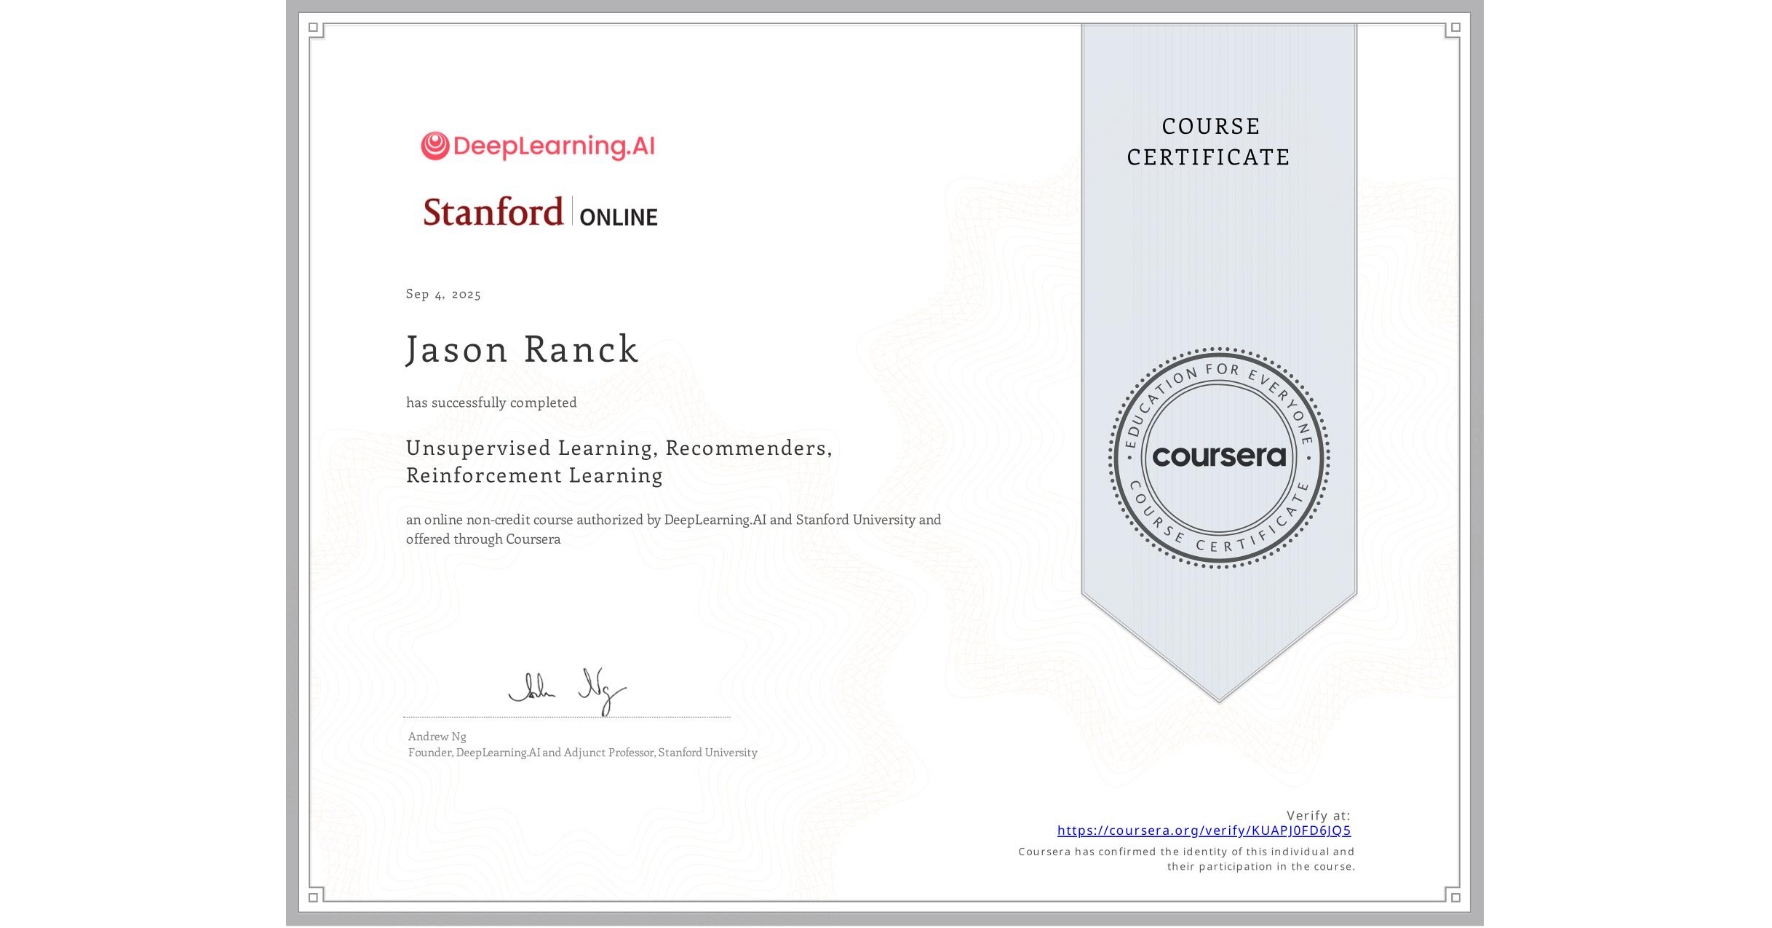 DeepLearning.AI
Stanford | ONLINE
Sep 4, 2025
Jason Ranck
has successfully completed
Unsupervised Learning, Recommenders,
Reinforcement Learning
an online non-credit course authorized by DeepLearning.AI and Stanford University and
offered through Coursera
Andrew Ng
Founder, DeepLearning.AI and Adjunct Professor, Stanford University
COURSE
CERTIFICATE
EDUCATION FOR EVERYONE
coursera
COURSE CERTIFICATE
Verify at:
https://coursera.org/verify/KUAPJ0FD6JQ5
Coursera has confirmed the identity of this individual and
their participation in the course.